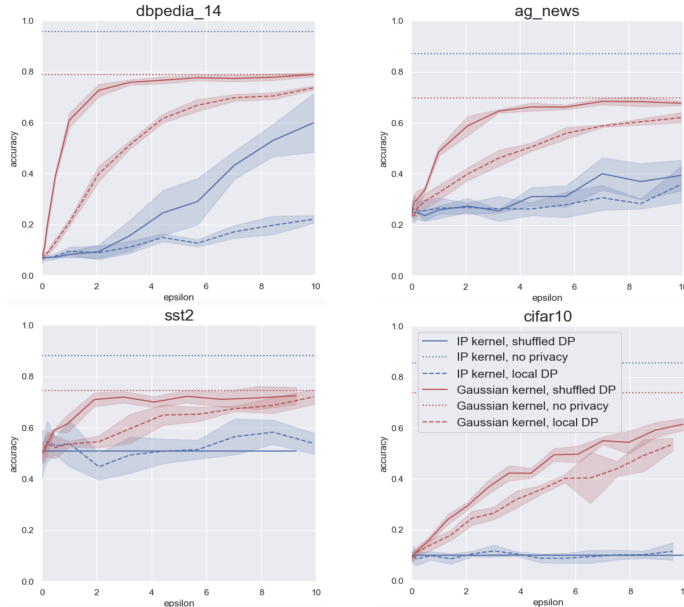 dbpedia_14
1.0
0.8
0.6
0.4
0.2
0.0
accuracy
0 2 4 6 8 10
epsilon
ag_news
1.0
0.8
0.6
0.4
0.2
0.0
accuracy
0 2 4 6 8 10
epsilon
sst2
1.0
0.8
0.6
0.4
0.2
0.0
accuracy
0 2 4 6 8 10
epsilon
cifar10
1.0
0.8
0.6
0.4
0.2
0.0
accuracy
IP kernel, shuffled DP
IP kernel, no privacy
IP kernel, local DP
Gaussian kernel, shuffled DP
Gaussian kernel, no privacy
Gaussian kernel, local DP
0 2 4 6 8 10
epsilon